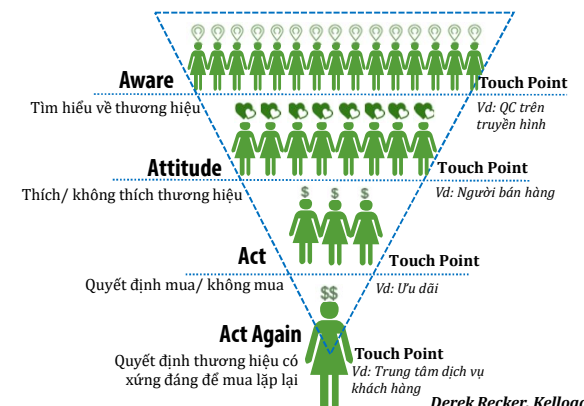 Aware
Touch Point
Tìm hiểu về thương hiệu
Vd: QC trên
truyền hình
Attitude
Touch Point
Thích/ không thích thương hiệu
Vd: Người bán hàng
$ $ $
Act
Touch Point
Quyết định mua/ không mua
Vd: Ưu dãi
$$
Act Again
Touch Point
Quyết định thương hiệu có
xứng đáng để mua lặp lại
Vd: Trung tâm dịch vụ
khách hàng
Derek Recker, Kellogg